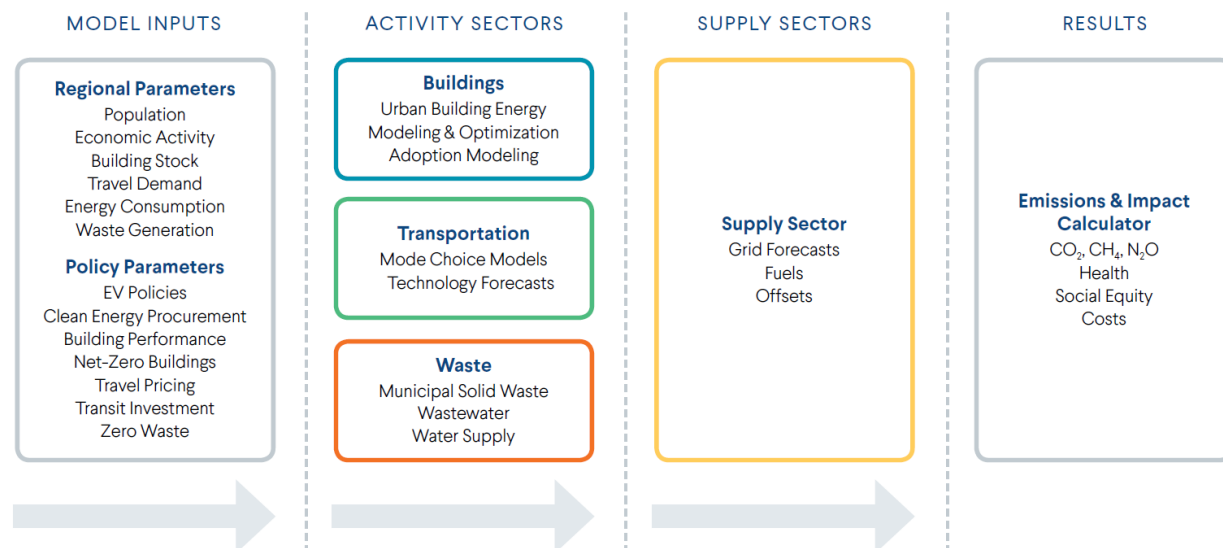 MODEL INPUTS
ACTIVITY SECTORS
SUPPLY SECTORS
RESULTS
Regional Parameters
Population
Economic Activity
Building Stock
Travel Demand
Energy Consumption
Waste Generation
Policy Parameters
EV Policies
Clean Energy Procurement
Building Performance
Net-Zero Buildings
Travel Pricing
Transit Investment
Zero Waste
Buildings
Urban Building Energy
Modeling & Optimization
Adoption Modeling
Transportation
Mode Choice Models
Technology Forecasts
Waste
Municipal Solid Waste
Wastewater
Water Supply
Supply Sector
Grid Forecasts
Fuels
Offsets
Emissions & Impact
Calculator
CO₂, CH₄, N₂O
Health
Social Equity
Costs